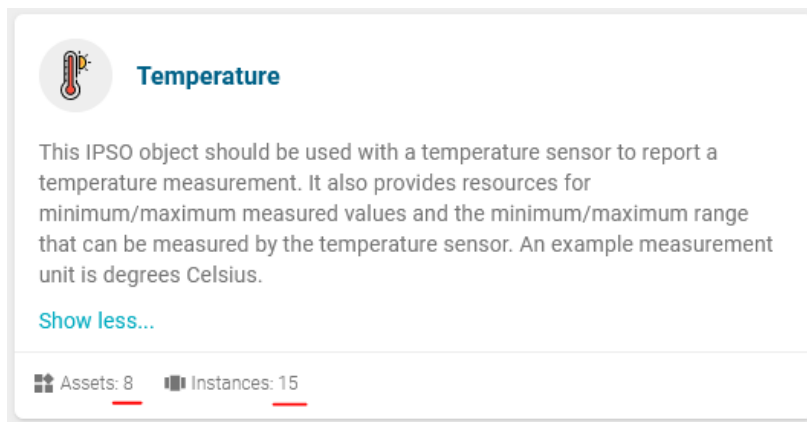 Temperature
This IPSO object should be used with a temperature sensor to report a
temperature measurement. It also provides resources for
minimum/maximum measured values and the minimum/maximum range
that can be measured by the temperature sensor. An example measurement
unit is degrees Celsius.
Show less...
Assets: 8 Instances: 15